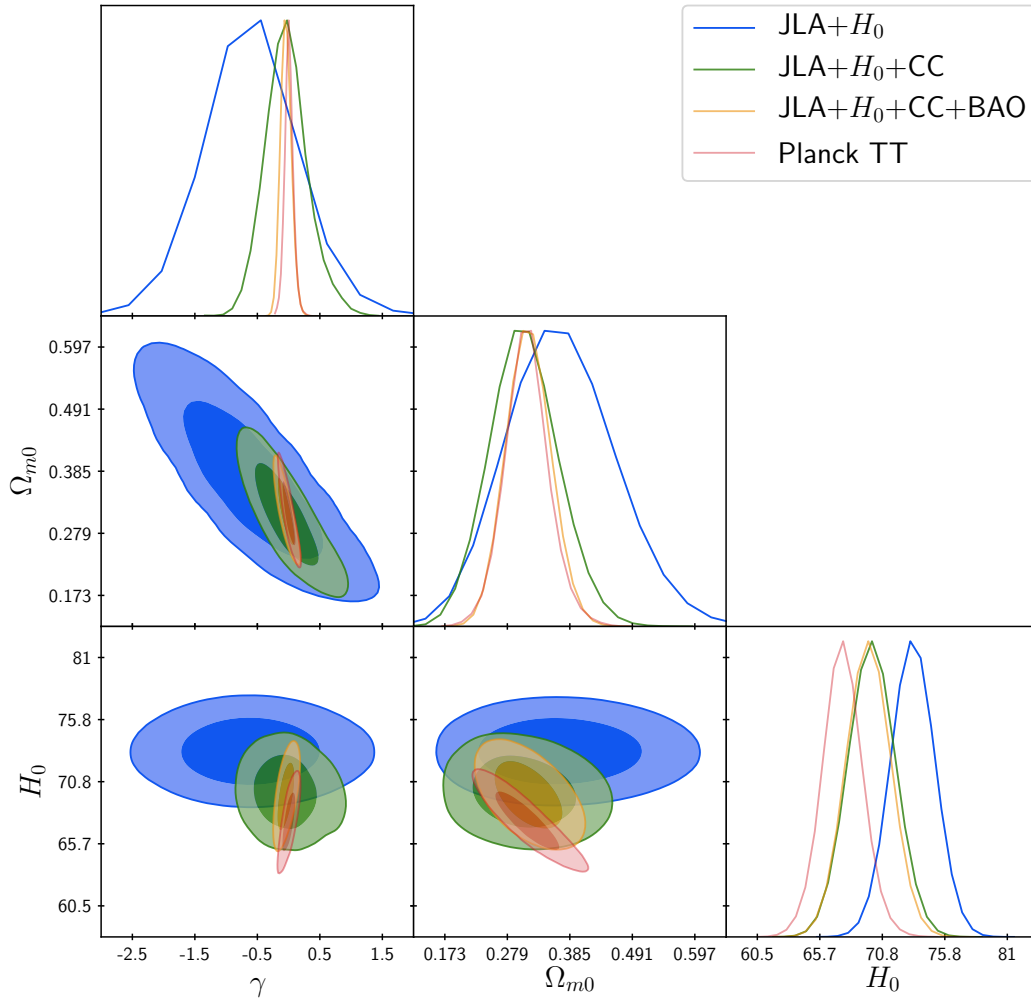 JLA+H₀
JLA+H₀+CC
JLA+H₀+CC+BAO
Planck TT
0.597
0.491
0.385
0.279
0.173
Ωₘ₀
81
75.8
70.8
65.7
60.5
H₀
-2.5 -1.5 -0.5 0.5 1.5
0.173 0.279 0.385 0.491 0.597
60.5 65.7 70.8 75.8 81
γ
Ωₘ₀
H₀